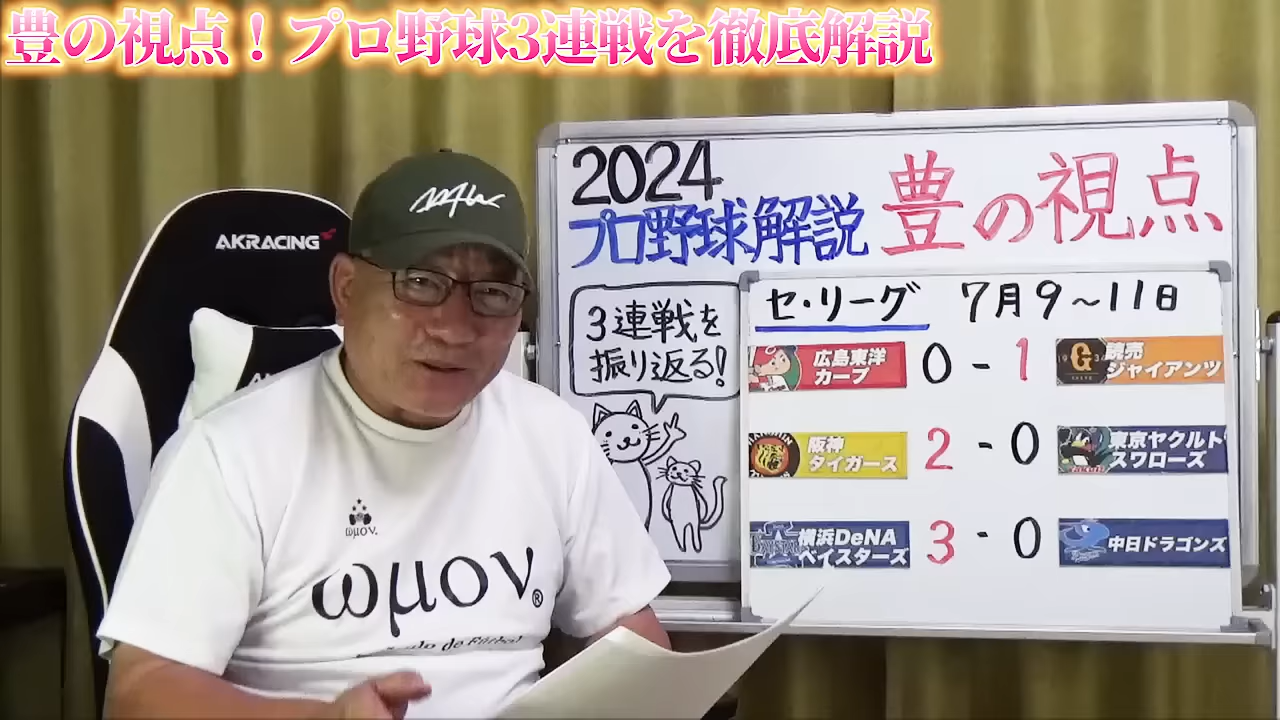 豊の視点！プロ野球3連戦を徹底解説
AKRACING
ωμον.
ωμον®
de Fútbol
2024
プロ野球解説
豊の視点
3連戦を
振り返る!
セ・リーグ 7月9~11日
広島東洋
カープ
0 - 1
読売
ジャイアンツ
阪神
タイガース
2 - 0
東京ヤクルト
スワローズ
横浜DeNA
ベイスターズ
3 - 0
中日ドラゴンズ